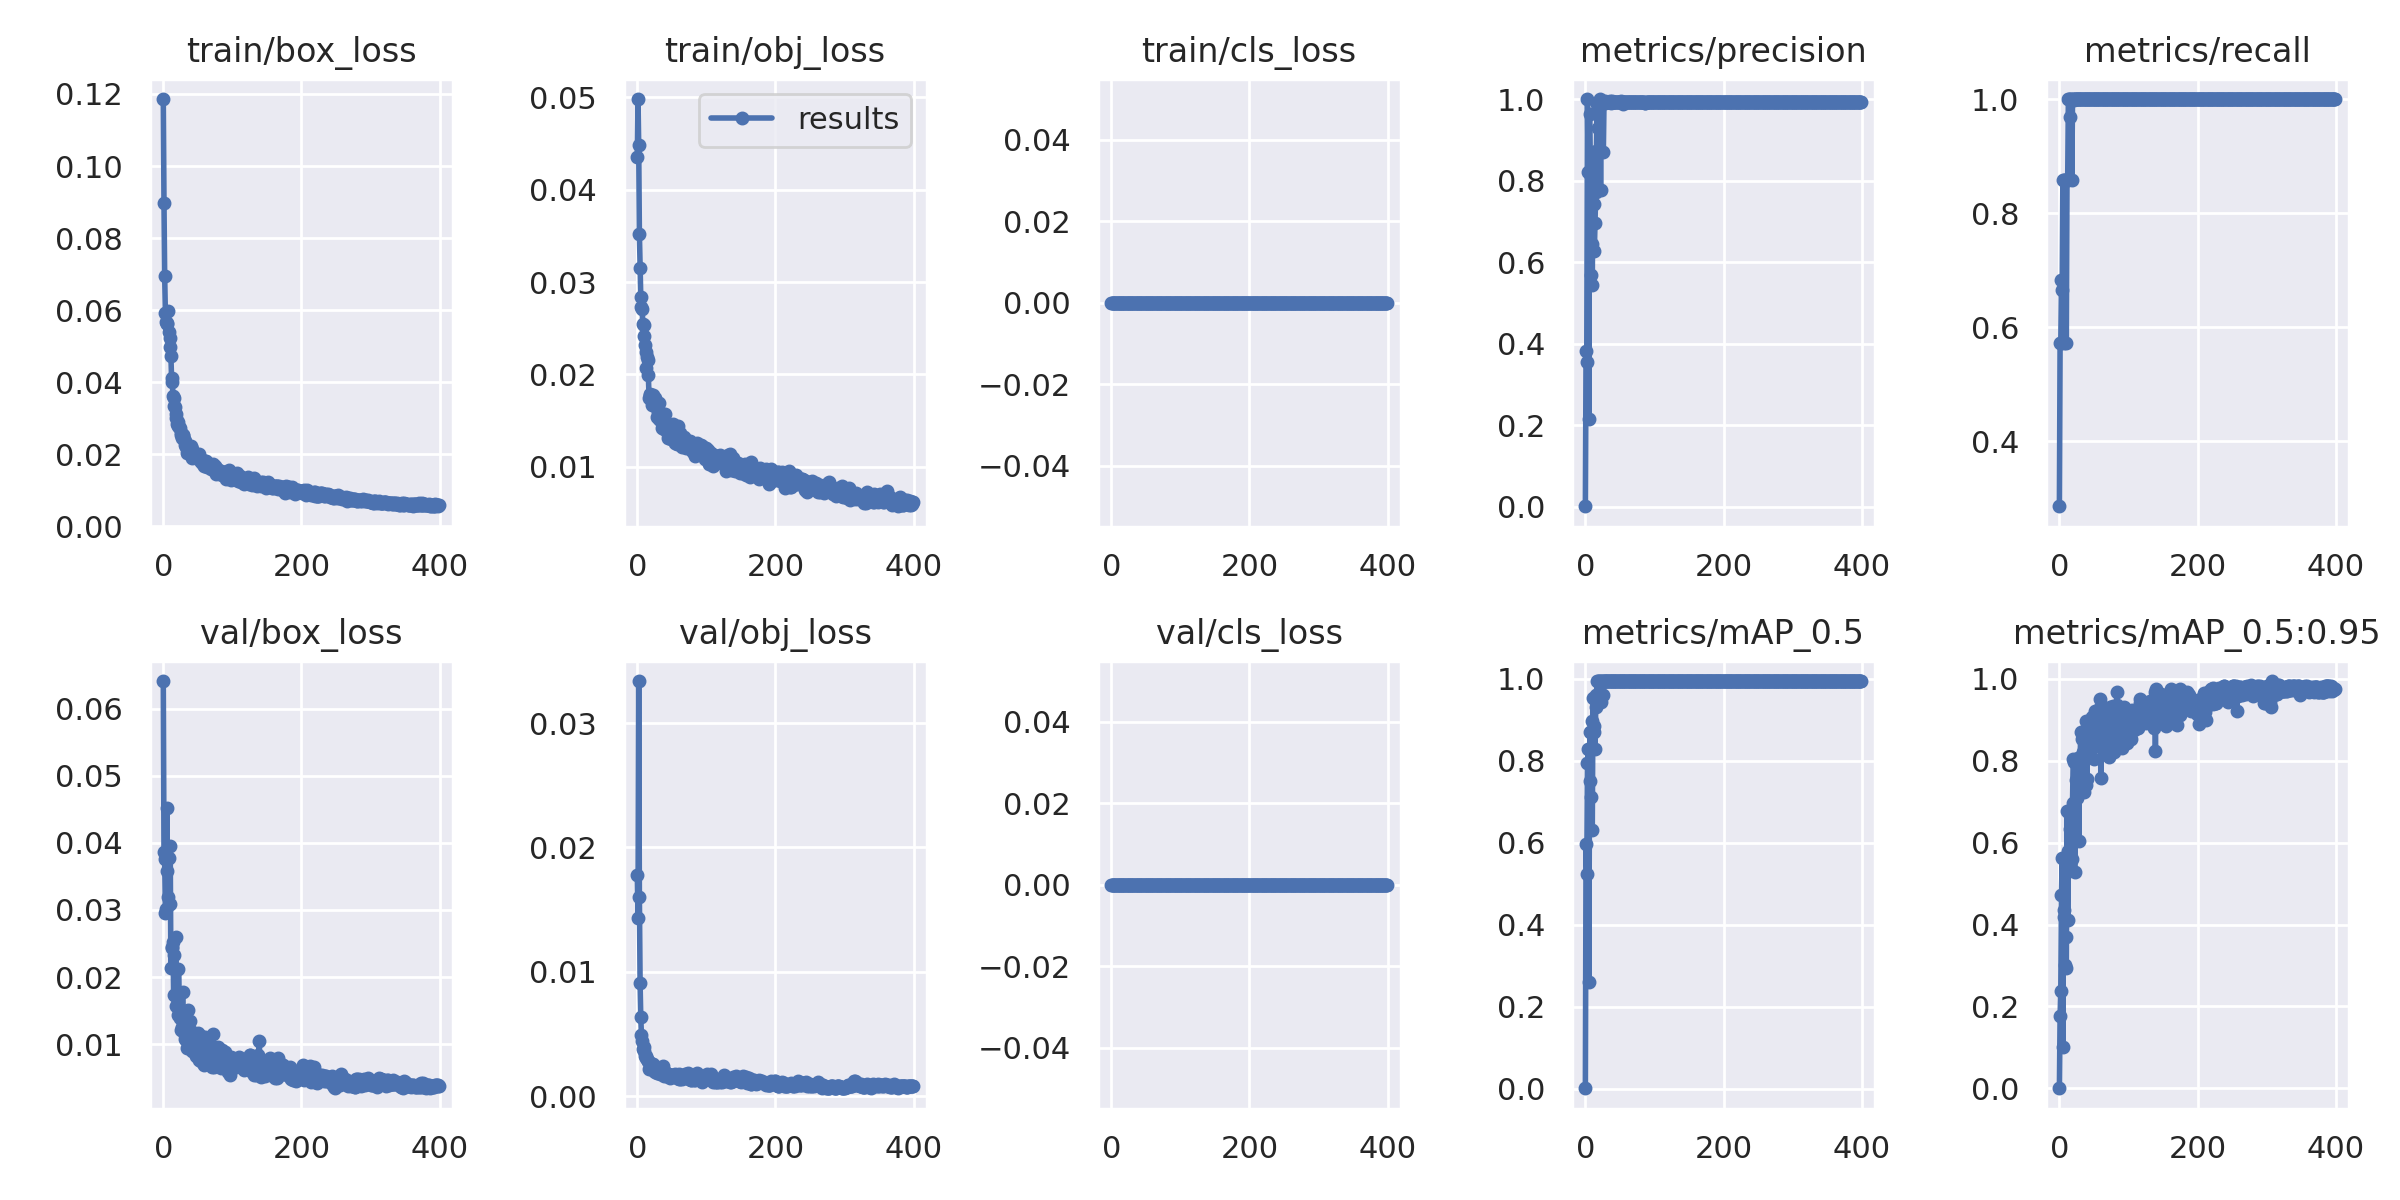 train/box_loss
train/obj_loss
train/cls_loss
metrics/precision
metrics/recall
0.12
0.10
0.08
0.06
0.04
0.02
0.00
0 200 400
0.05
0.04
0.03
0.02
0.01
results
0 200 400
0.04
0.02
0.00
−0.02
−0.04
0 200 400
1.0
0.8
0.6
0.4
0.2
0.0
0 200 400
1.0
0.8
0.6
0.4
0 200 400
val/box_loss
val/obj_loss
val/cls_loss
metrics/mAP_0.5
metrics/mAP_0.5:0.95
0.06
0.05
0.04
0.03
0.02
0.01
0 200 400
0.03
0.02
0.01
0.00
0 200 400
0.04
0.02
0.00
−0.02
−0.04
0 200 400
1.0
0.8
0.6
0.4
0.2
0.0
0 200 400
1.0
0.8
0.6
0.4
0.2
0.0
0 200 400